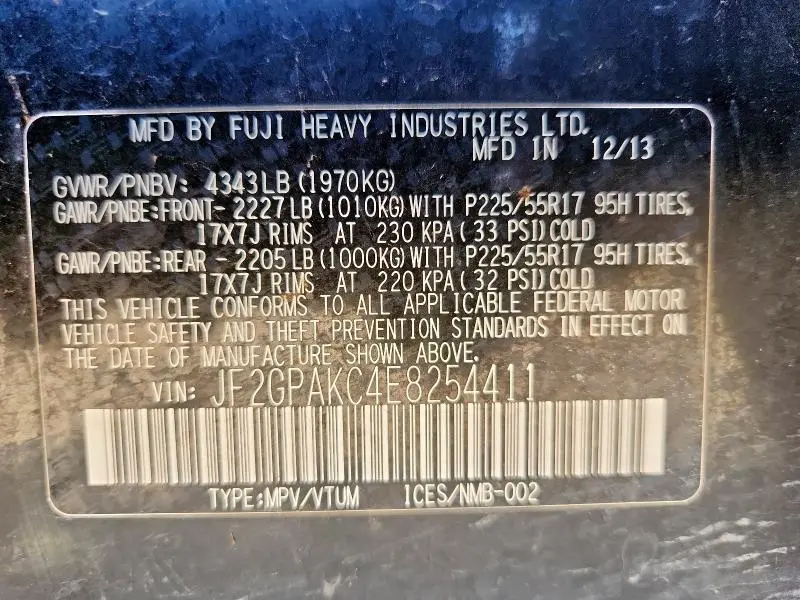 MFD BY FUJI HEAVY INDUSTRIES LTD.
MFD IN 12/13
GVWR/PNBV: 4343LB (1970KG)
GAWR/PNBE:FRONT- 2227LB (1010KG) WITH P225/55R17 95H TIRES,
17X7J RIMS AT 230 KPA( 33 PSI) COLD
GAWR/PNBE:REAR - 2205LB (1000KG) WITH P225/55R17 95H TIRES,
17X7J RIMS AT 220 KPA( 32 PSI) COLD
THIS VEHICLE CONFORMS TO ALL APPLICABLE FEDERAL MOTOR
VEHICLE SAFETY AND THEFT PREVENTION STANDARDS IN EFFECT ON
THE DATE OF MANUFACTURE SHOWN ABOVE.
VIN: JF2GPAKC4E8254411
TYPE:MPV/VTUM ICES/NMB-002